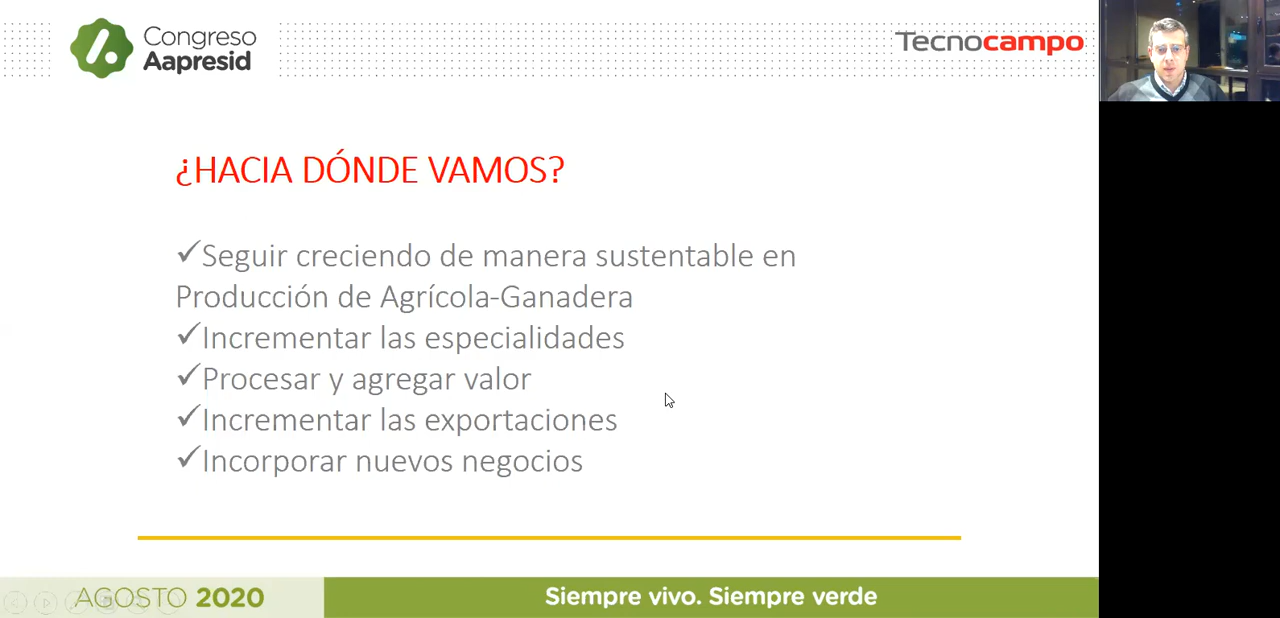 Congreso
Aapresid
Tecnocampo
¿HACIA DÓNDE VAMOS?
✓Seguir creciendo de manera sustentable en
Producción de Agrícola-Ganadera
✓Incrementar las especialidades
✓Procesar y agregar valor
✓Incrementar las exportaciones
✓Incorporar nuevos negocios
AGOSTO 2020
Siempre vivo. Siempre verde